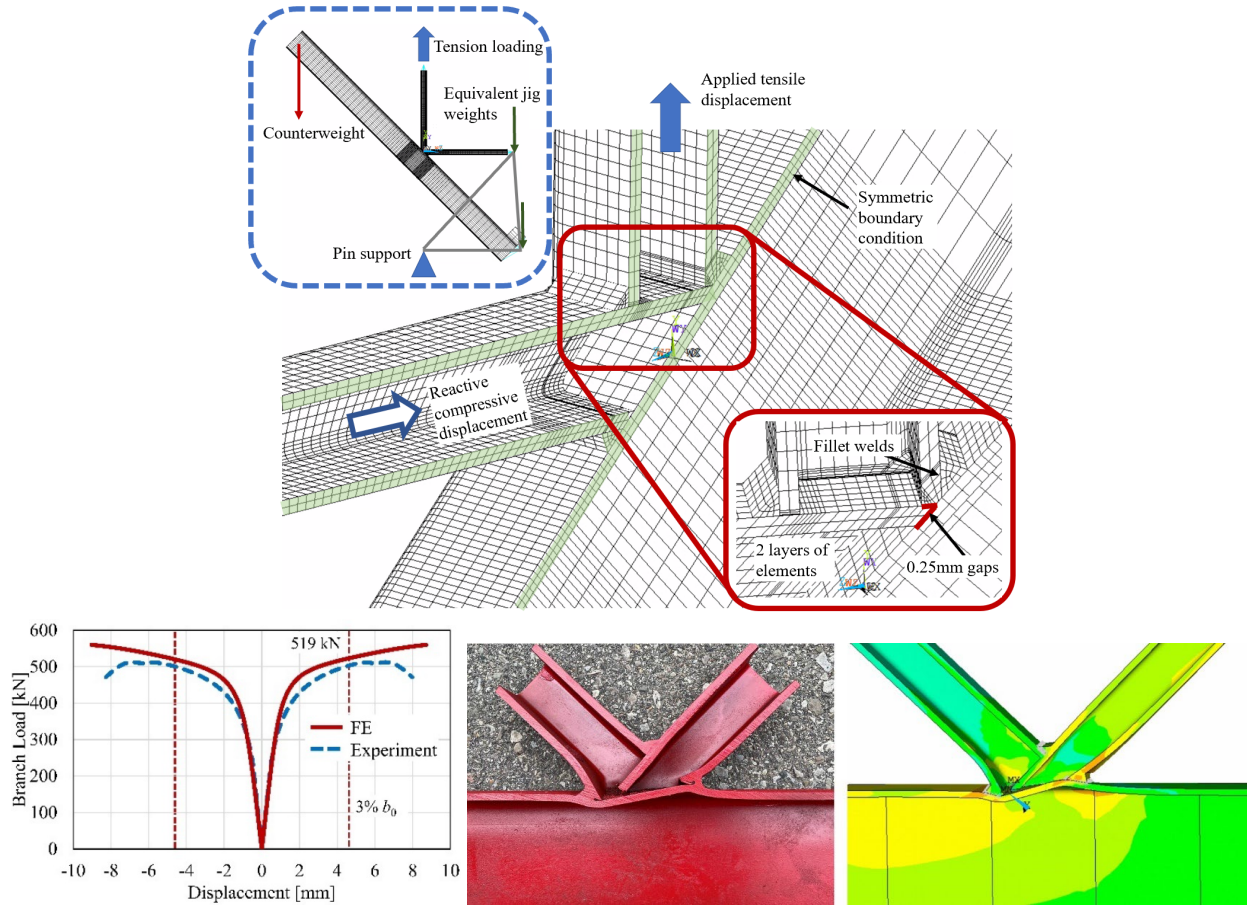 Tension loading
Equivalent jig
weights
Counterweight
Pin support
Applied tensile
displacement
Symmetric
boundary
condition
Reactive
compressive
displacement
Fillet welds
2 layers of
elements
0.25mm gaps
Branch Load [kN]
600
500
400
300
200
100
0
519 kN
FE
Experiment
3% b₀
-10 -8 -6 -4 -2 0 2 4 6 8 10
Displacement [mm]
MX